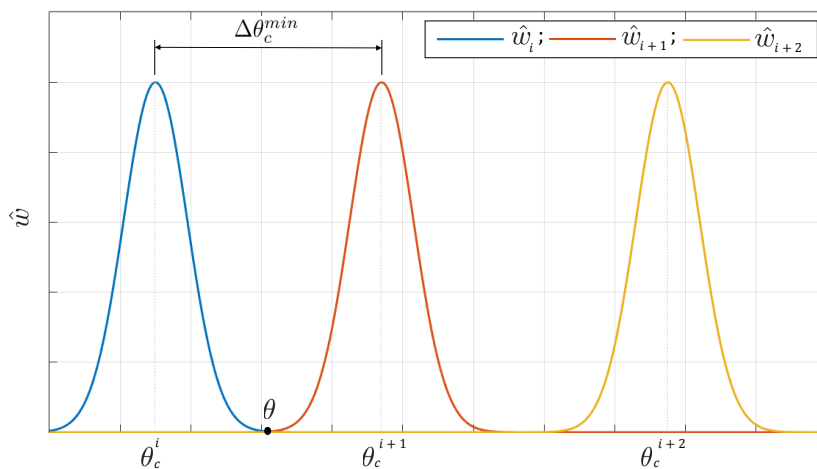 Δθ_c^{min}
ŵ_i; ŵ_{i+1}; ŵ_{i+2}
ŵ
θ
θ_c^i θ_c^{i+1} θ_c^{i+2}